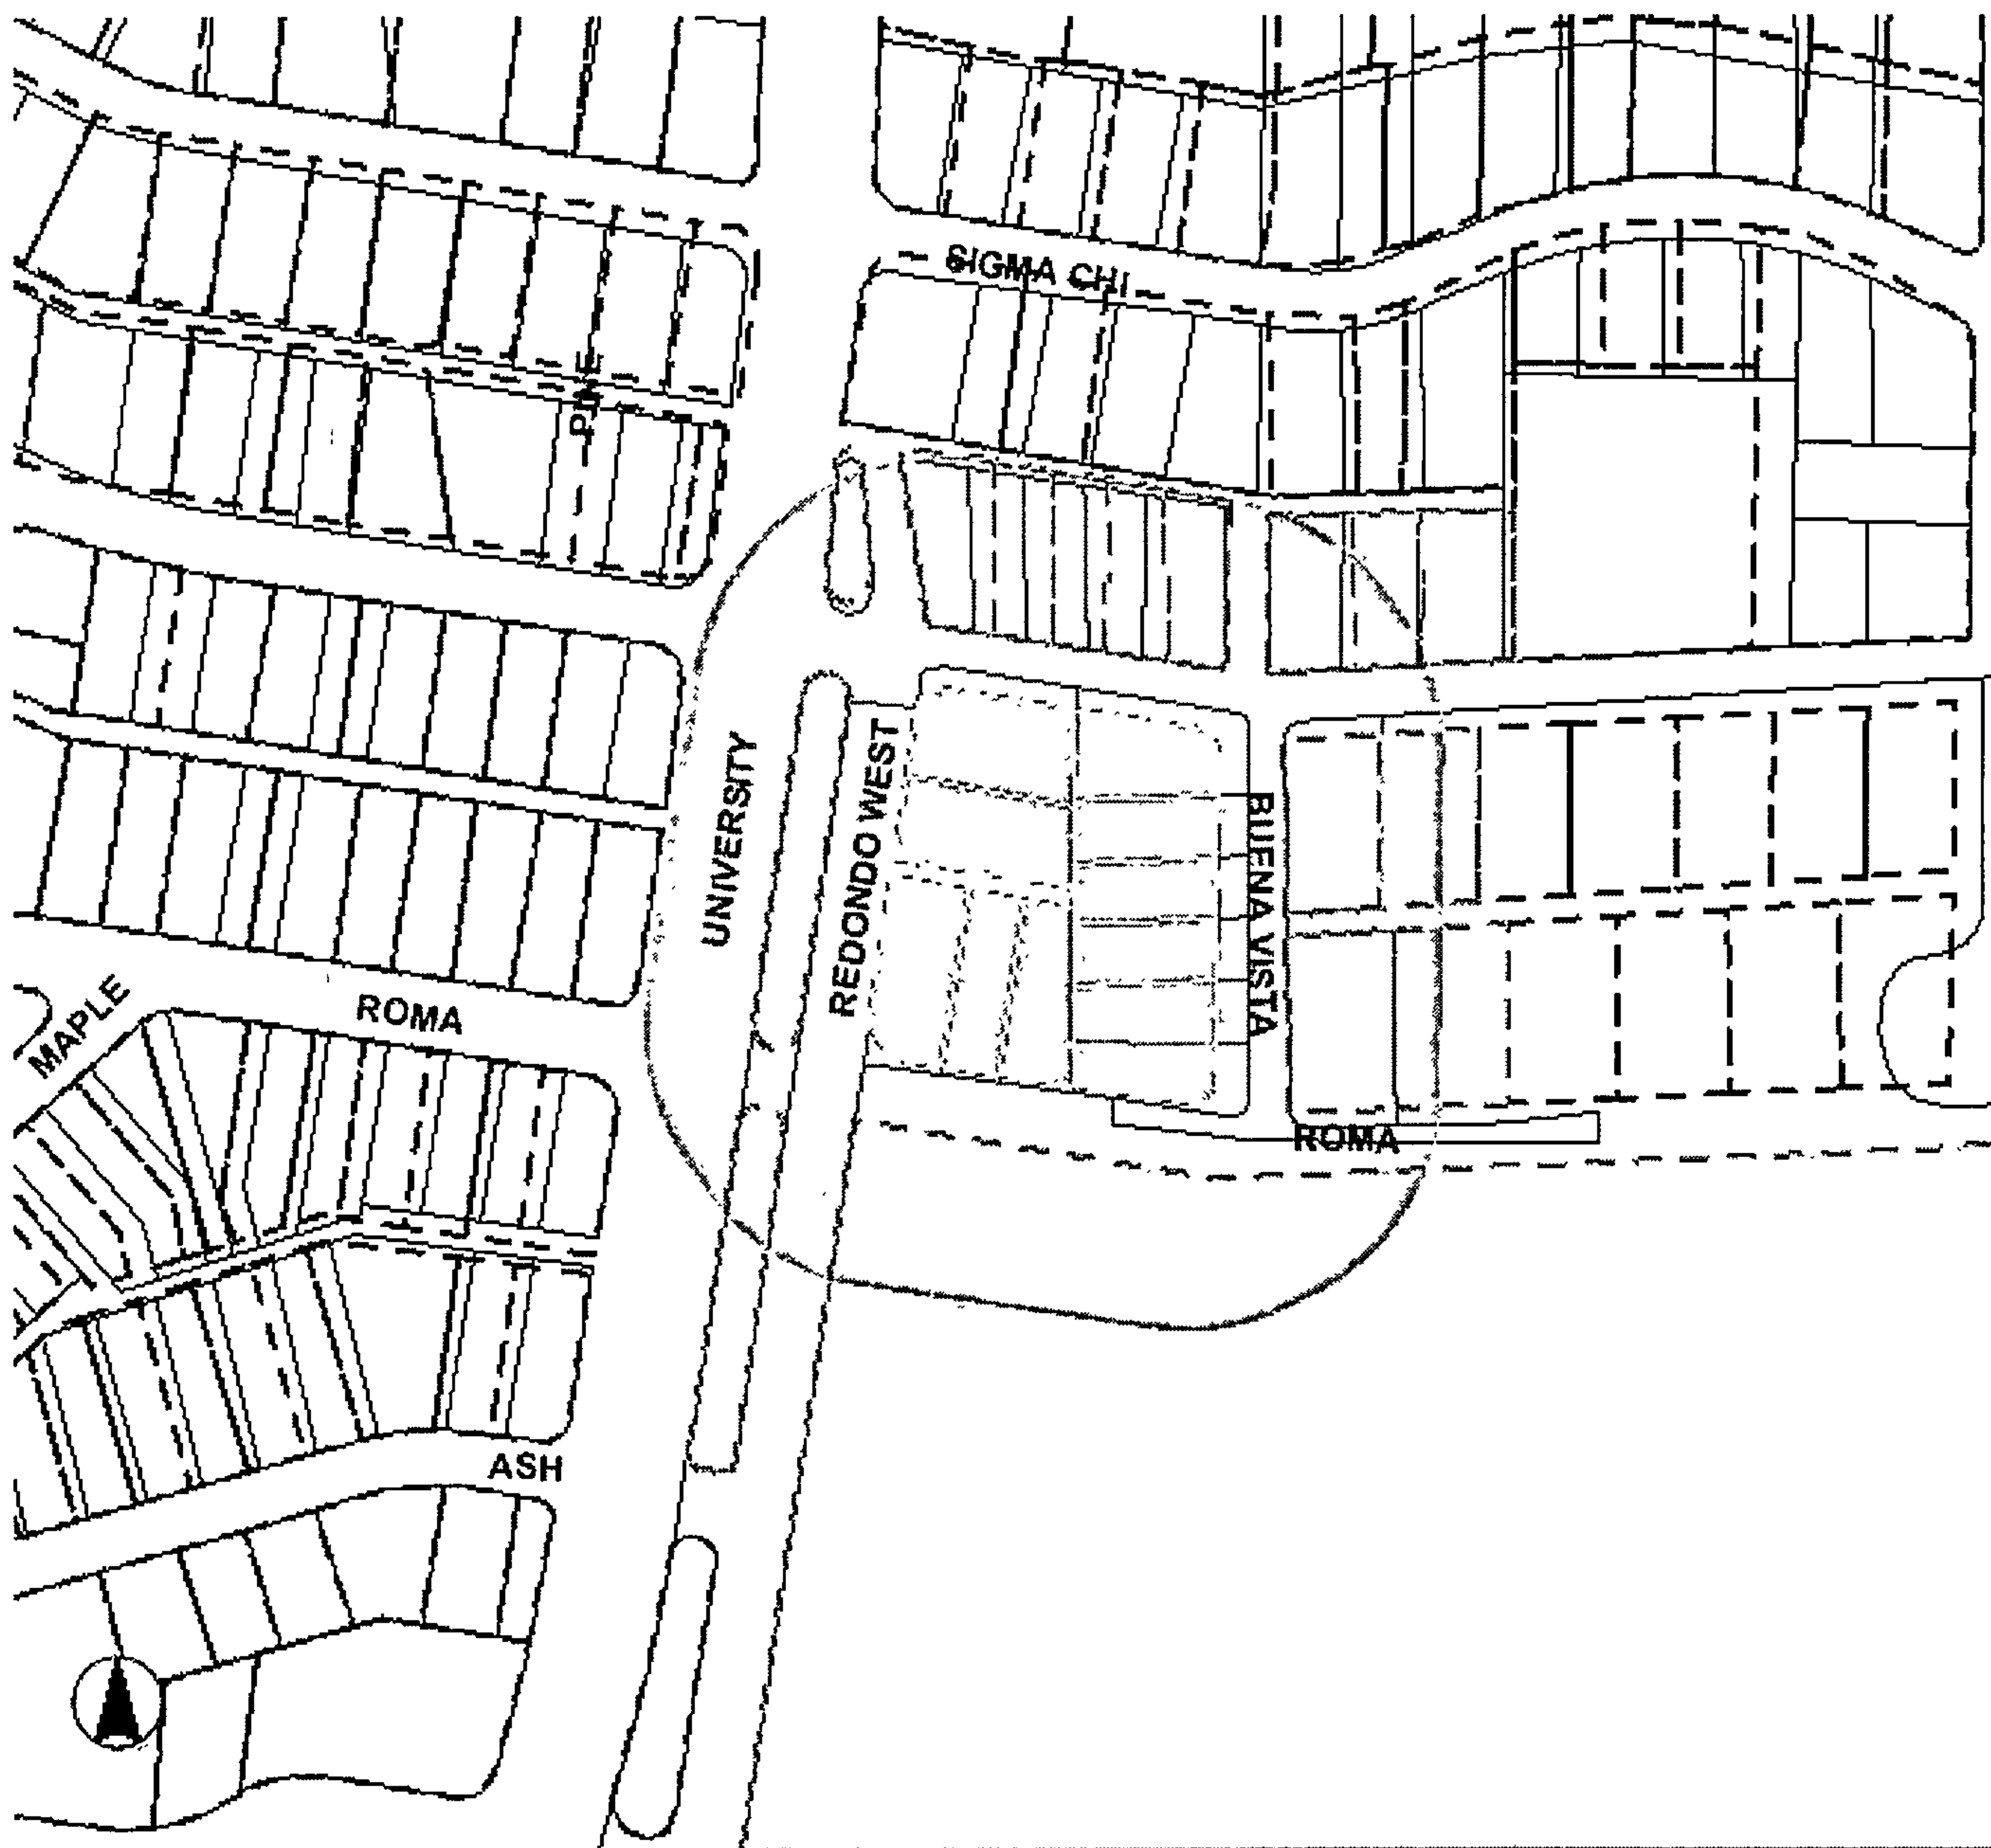 SIGMA CHI
PINE
UNIVERSITY
REDONDO WEST
BUENA VISTA
MAPLE
ROMA
ROMA
ASH